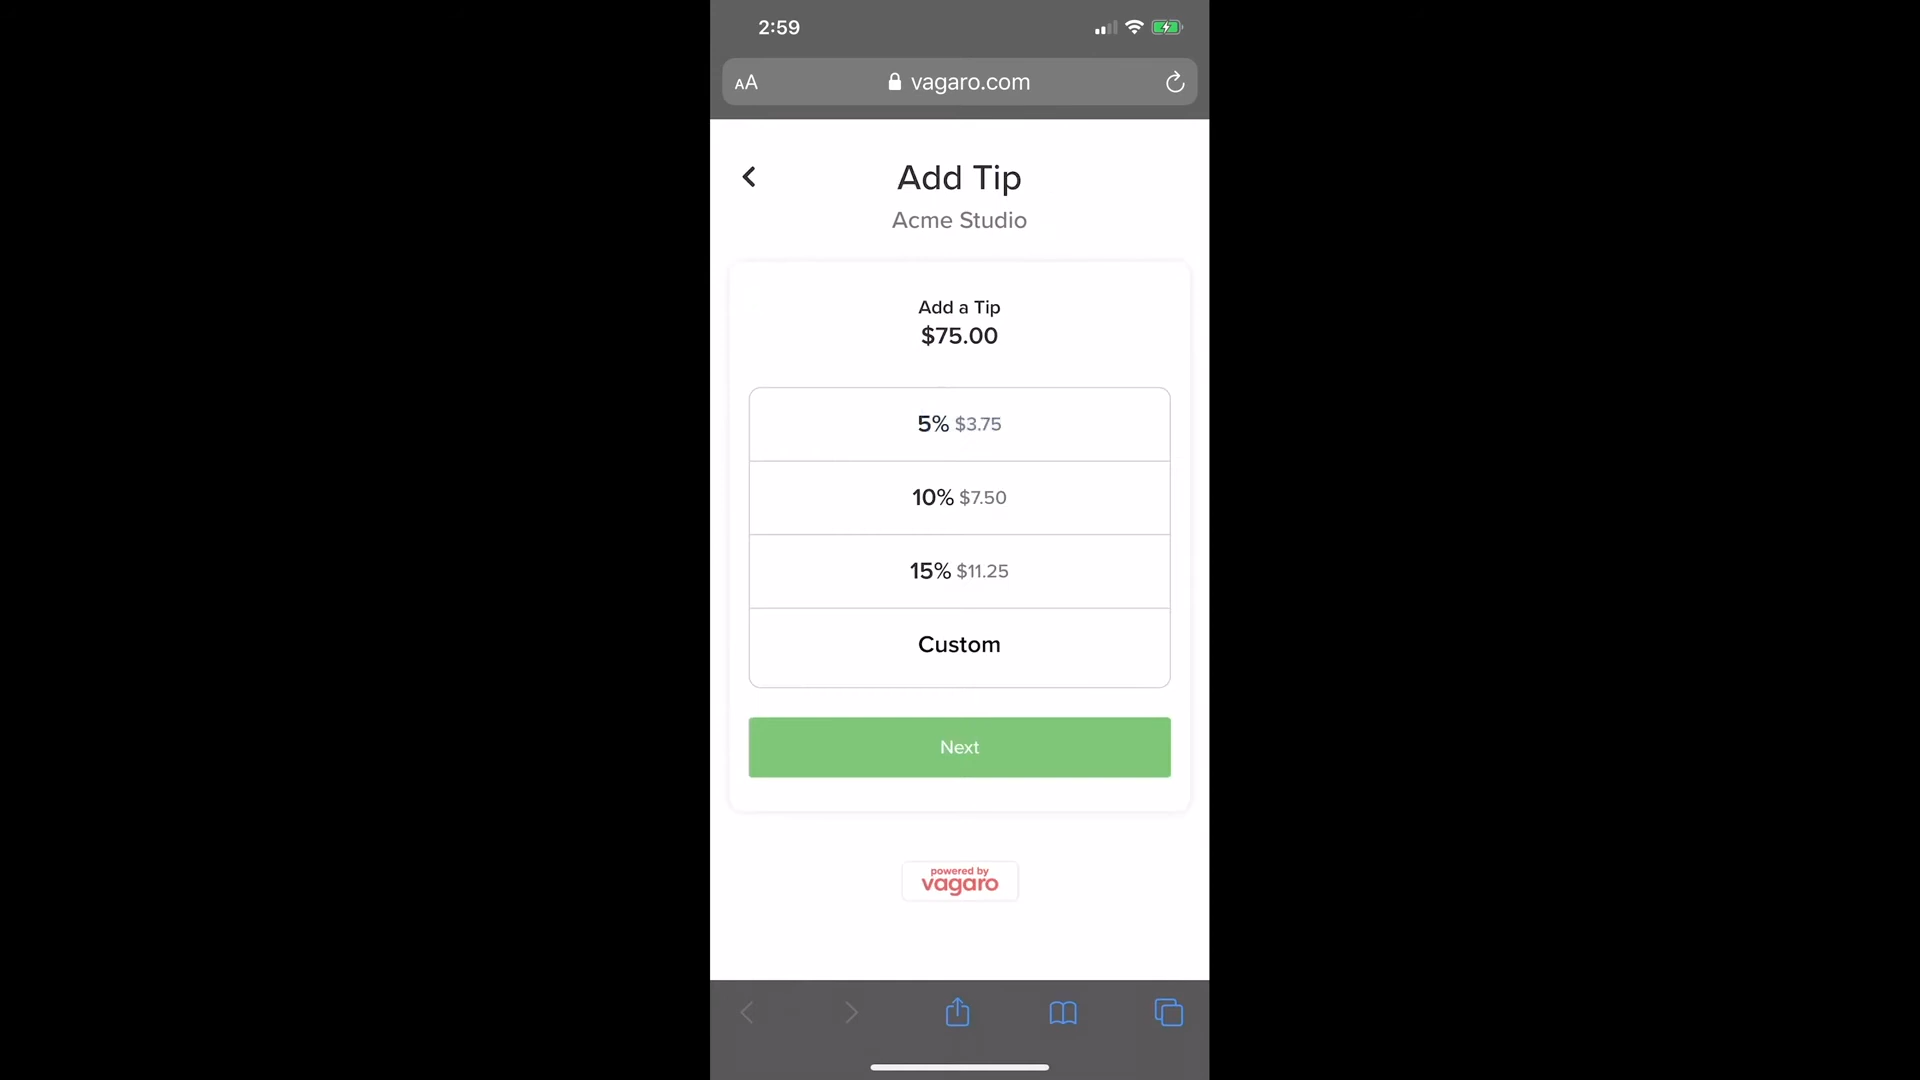 2:59
AA vagaro.com
Add Tip
Acme Studio
Add a Tip
$75.00
5% $3.75
10% $7.50
15% $11.25
Custom
Next
powered by
vagaro